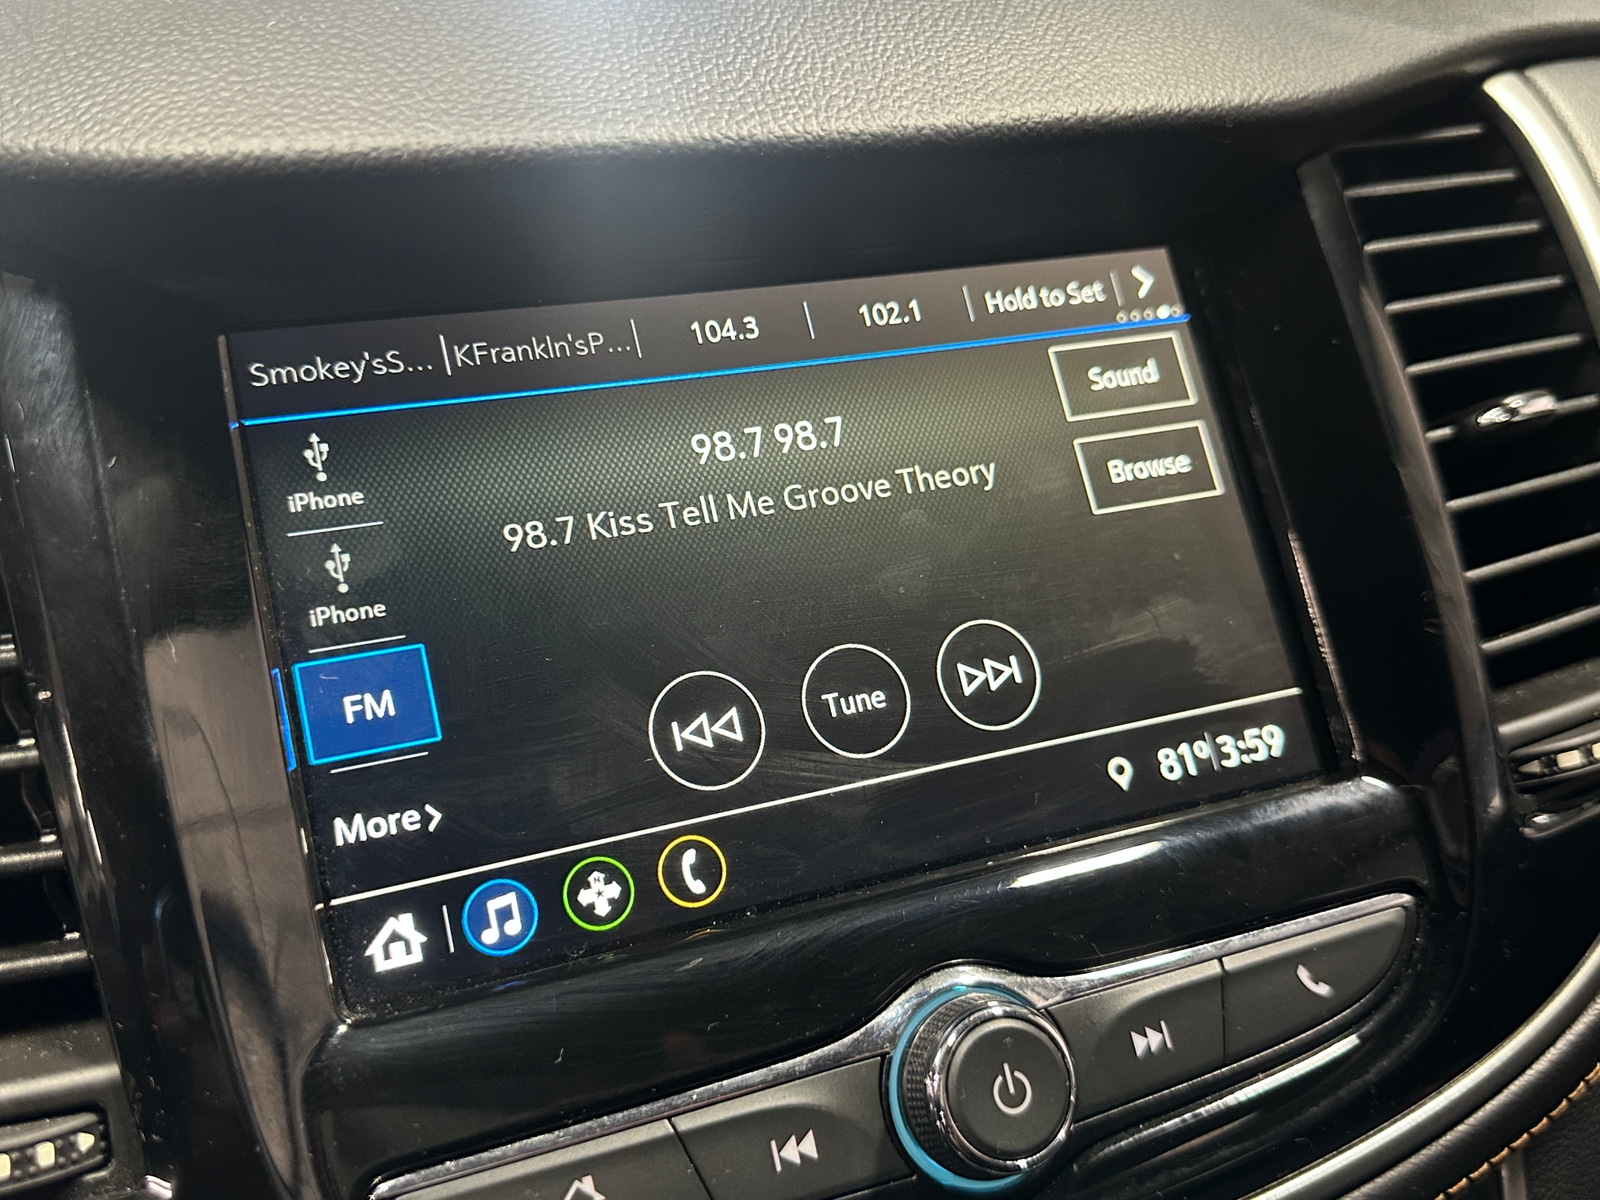 Smokey'sS... KFrankln'sP... 104.3 102.1 Hold to Set
Sound
98.7 98.7
Browse
98.7 Kiss Tell Me Groove Theory
iPhone
iPhone
FM
Tune
More
81° 3:59
N